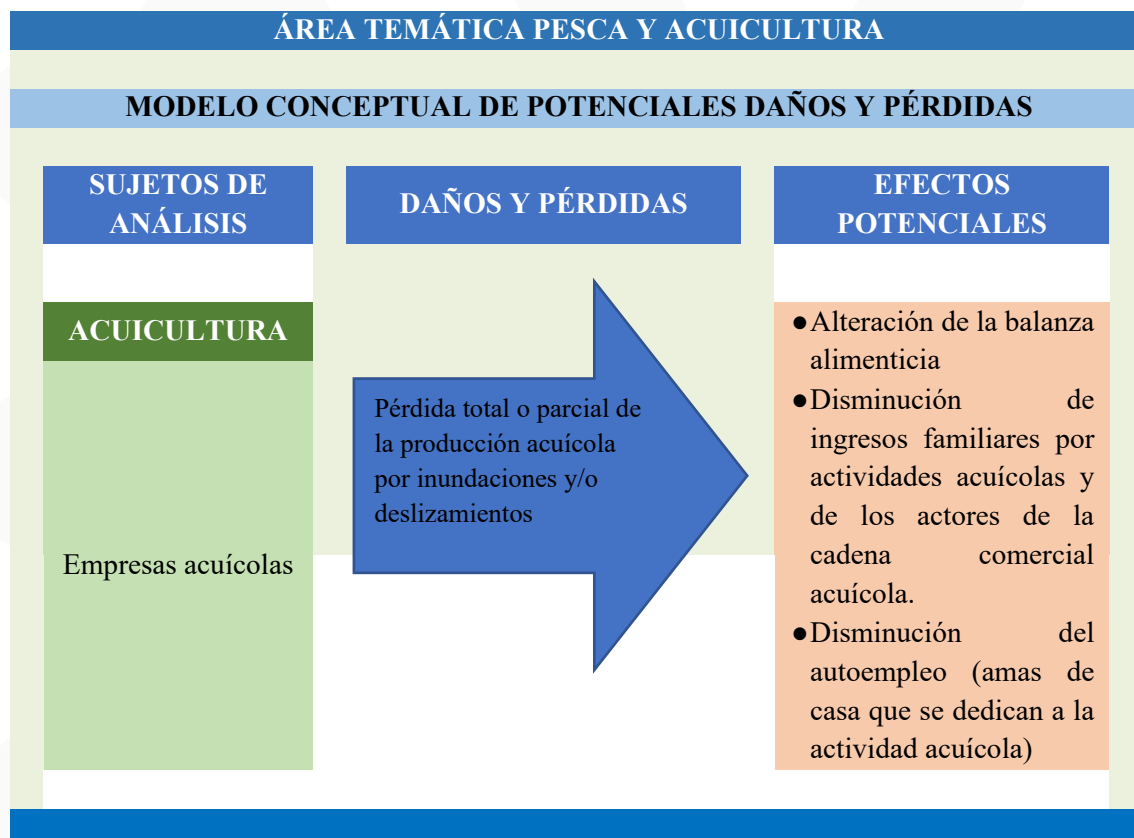 ÁREA TEMÁTICA PESCA Y ACUICULTURA
MODELO CONCEPTUAL DE POTENCIALES DAÑOS Y PÉRDIDAS
SUJETOS DE
ANÁLISIS
DAÑOS Y PÉRDIDAS
EFECTOS
POTENCIALES
ACUICULTURA
Empresas acuícolas
Pérdida total o parcial de
la producción acuícola
por inundaciones y/o
deslizamientos
●Alteración de la balanza
alimenticia
●Disminución de
ingresos familiares por
actividades acuícolas y
de los actores de la
cadena comercial
acuícola.
●Disminución del
autoempleo (amas de
casa que se dedican a la
actividad acuícola)